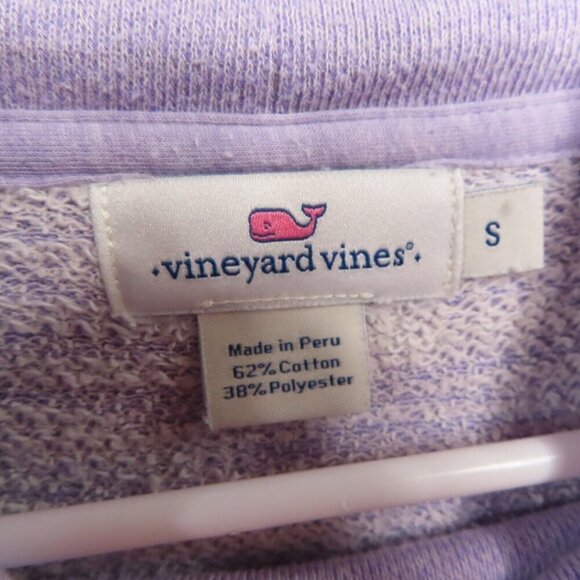 vineyard vines®
S
Made in Peru
62% Cotton
38% Polyester